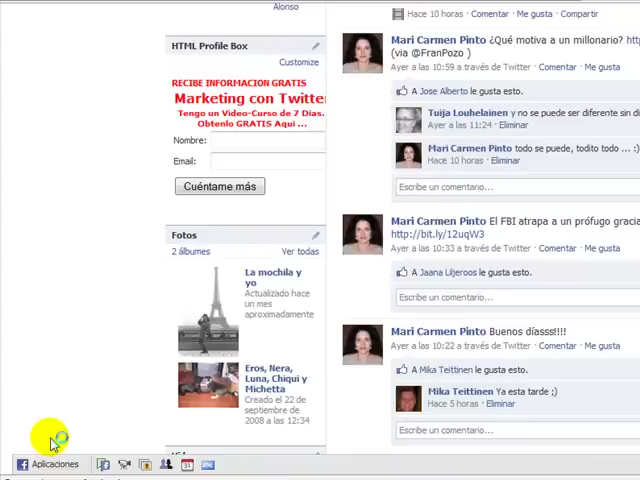 Alonso
HTML Profile Box
Customize
RECIBE INFORMACION GRATIS
Marketing con Twitter
Tengo un Video-Curso de 7 Dias.
Obtenlo GRATIS Aqui ...
Nombre:
Email:
Cuéntame más
Fotos
2 álbumes Ver todas
La mochila y
yo
Actualizado hace
un mes
aproximadamente
Eros, Nera,
Luna, Chiqui y
Michetta
Creado el 22 de
septiembre de
2008 a las 12:34
Aplicaciones
31
Hace 10 horas · Comentar · Me gusta · Compartir
Mari Carmen Pinto ¿Qué motiva a un millonario?
(via @FranPozo )
Ayer a las 10:59 a través de Twitter · Comentar · Me gusta
A Jose Alberto le gusta esto.
Tuija Louhelainen y no se puede ser diferente sin
Ayer a las 11:24 · Eliminar
Mari Carmen Pinto todo se puede, todito todo ... :)
Hace 10 horas · Eliminar
Escribe un comentario...
Mari Carmen Pinto El FBI atrapa a un prófugo
http://bit.ly/12uqW3
Ayer a las 10:33 a través de Twitter · Comentar · Me gusta
A Jaana Liljeroos le gusta esto.
Escribe un comentario...
Mari Carmen Pinto Buenos díasss!!!!
Ayer a las 10:22 a través de Twitter · Comentar · Me gusta
A Mika Teittinen le gusta esto.
Mika Teittinen Ya esta tarde ;)
Hace 5 horas · Eliminar
Escribe un comentario...